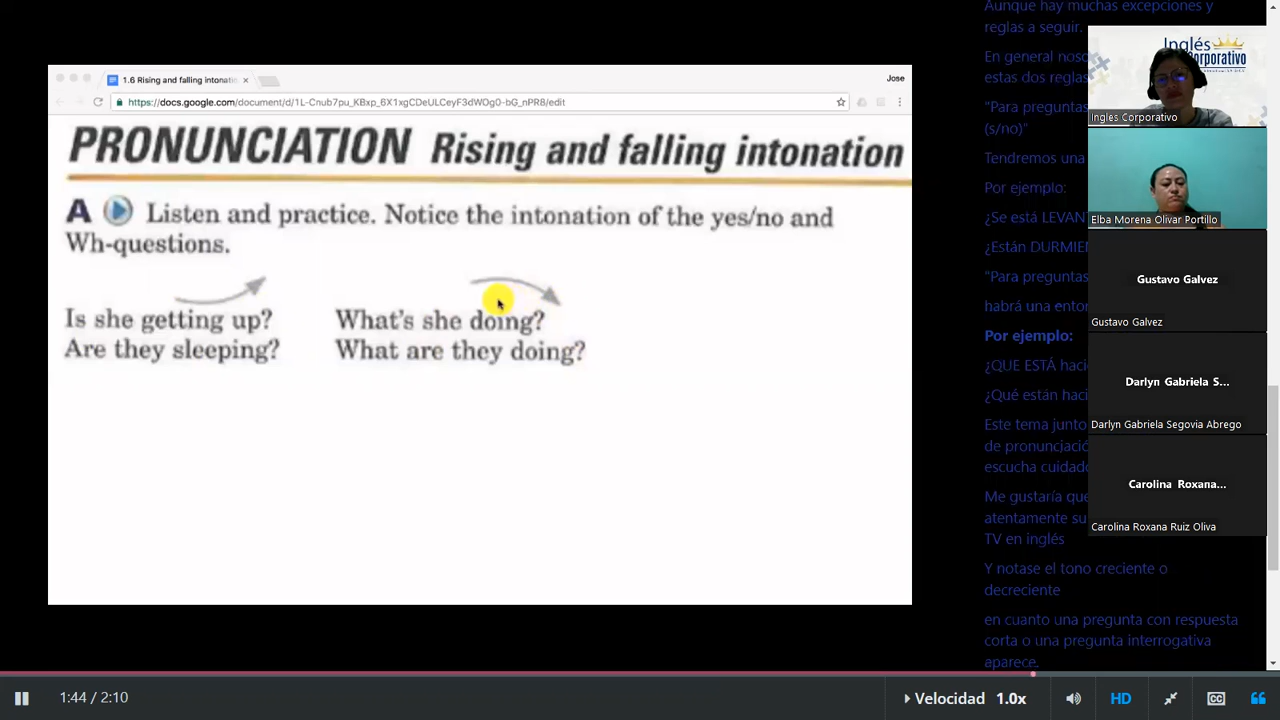 1.6 Rising and falling intonati
Jose
https://docs.google.com/document/d/1L-Cnub7pu_KBxp_6X1xgCDeULCeyF3dWOg0-bG_nPR8/edit
PRONUNCIATION Rising and falling intonation
A Listen and practice. Notice the intonation of the yes/no and
Wh-questions.
Is she getting up? What's she doing?
Are they sleeping? What are they doing?
Aunque hay muchas excepciones y
reglas a seguir.
En general noso
estas dos reglas
"Para preguntas
(s/no)"
Tendremos una
Por ejemplo:
¿Se está LEVAN
¿Están DURMIE
"Para preguntas
habrá una ento
Por ejemplo:
¿QUE ESTÁ haci
¿Qué están haci
Este tema junto
de pronunciació
escucha cuidado
Me gustaría que
atentamente su
TV en inglés
Y notase el tono creciente o
decreciente
en cuanto una pregunta con respuesta
corta o una pregunta interrogativa
aparece.
Inglés
Corporativo
Ingles Corporativo
Elba Morena Olivar Portillo
Gustavo Galvez
Gustavo Galvez
Darlyn Gabriela S...
Darlyn Gabriela Segovia Abrego
Carolina Roxana...
Carolina Roxana Ruiz Oliva
1:44 / 2:10
Velocidad 1.0x
HD
CC